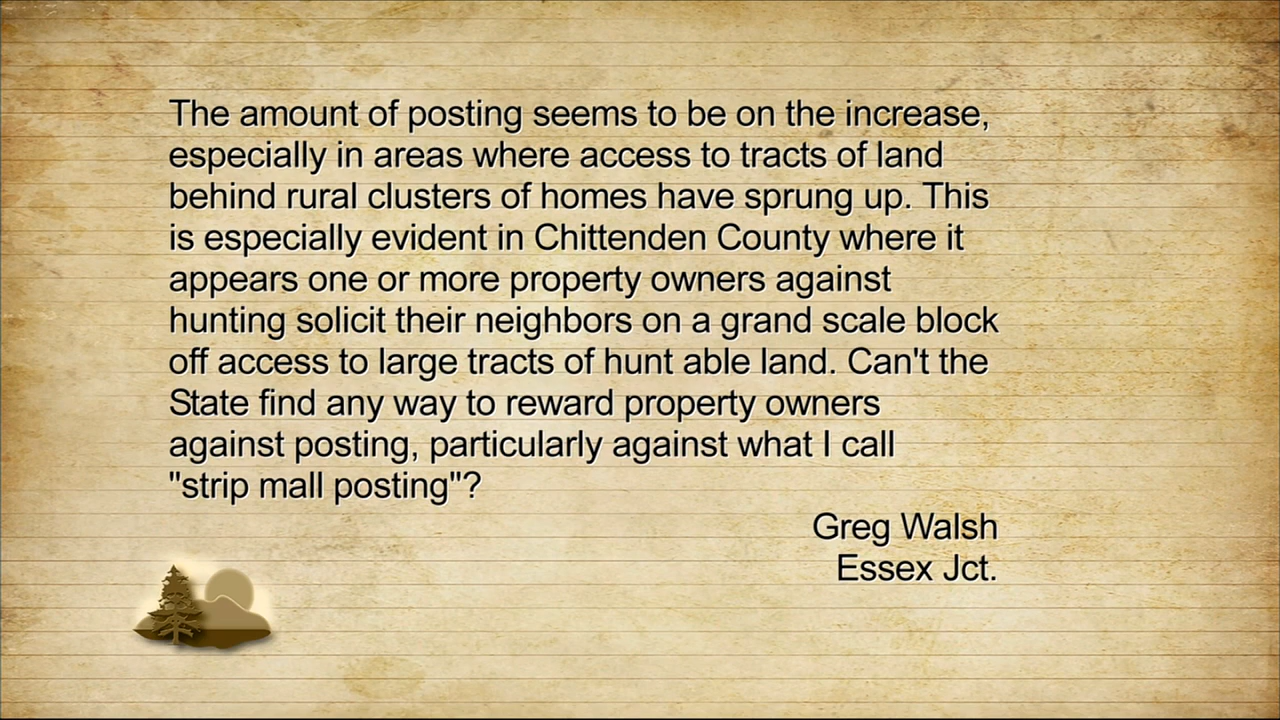 The amount of posting seems to be on the increase,
especially in areas where access to tracts of land
behind rural clusters of homes have sprung up. This
is especially evident in Chittenden County where it
appears one or more property owners against
hunting solicit their neighbors on a grand scale block
off access to large tracts of hunt able land. Can't the
State find any way to reward property owners
against posting, particularly against what I call
"strip mall posting"?
Greg Walsh
Essex Jct.